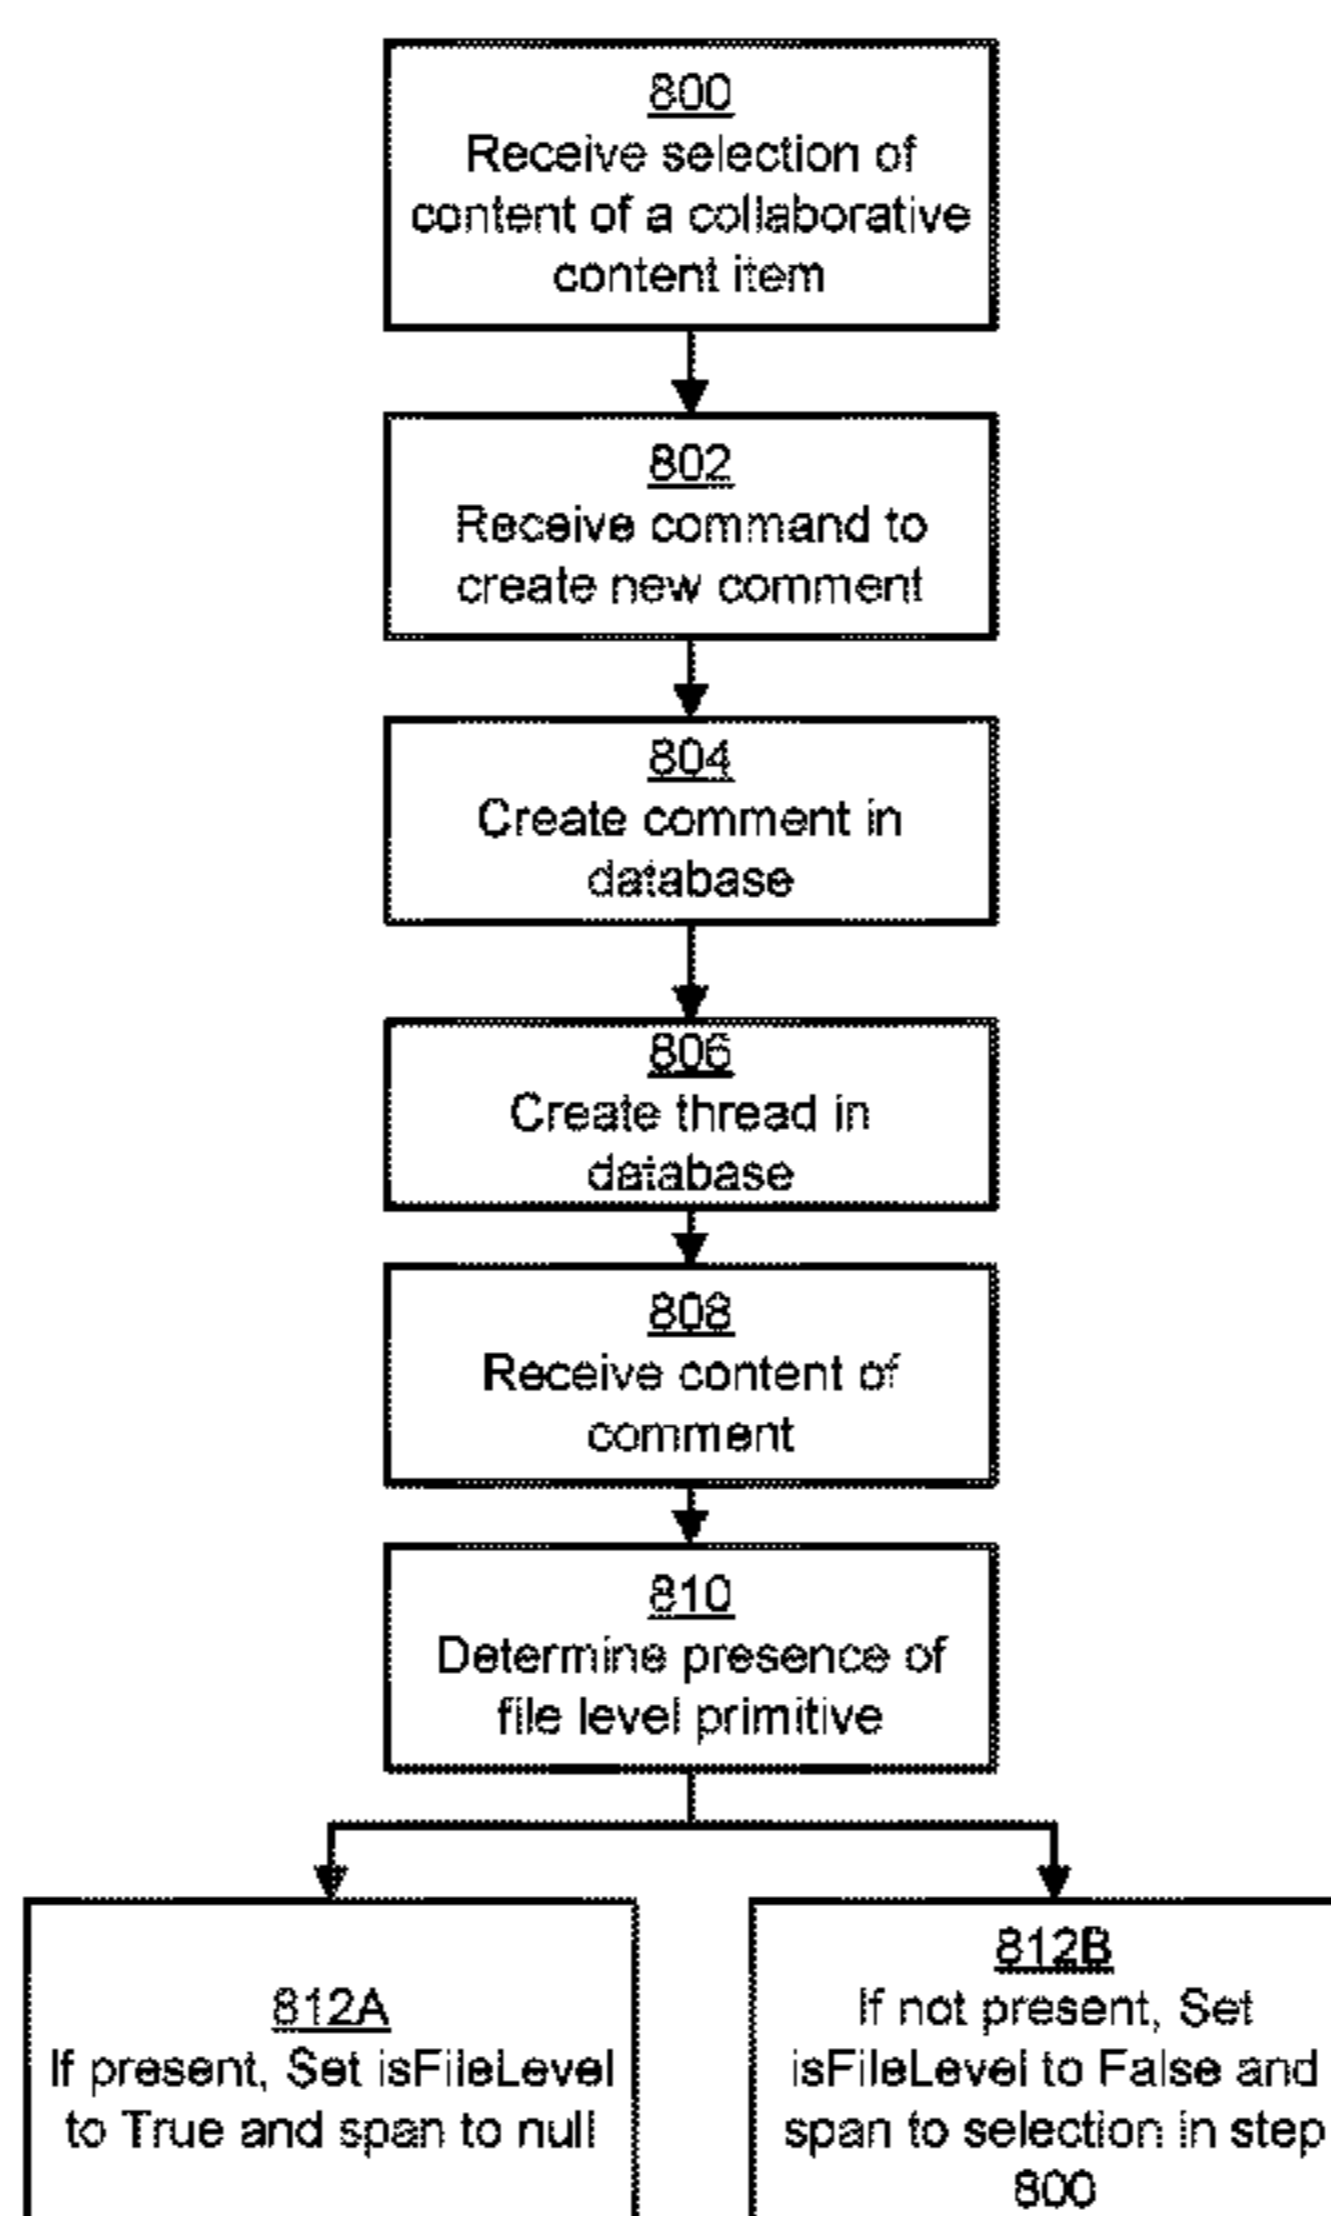 800
Receive selection of
content of a collaborative
content item
802
Receive command to
create new comment
804
Create comment in
database
806
Create thread in
database
808
Receive content of
comment
810
Determine presence of
file level primitive
812A
If present, Set isFileLevel
to True and span to null
812B
If not present, Set
isFileLevel to False and
span to selection in step
800